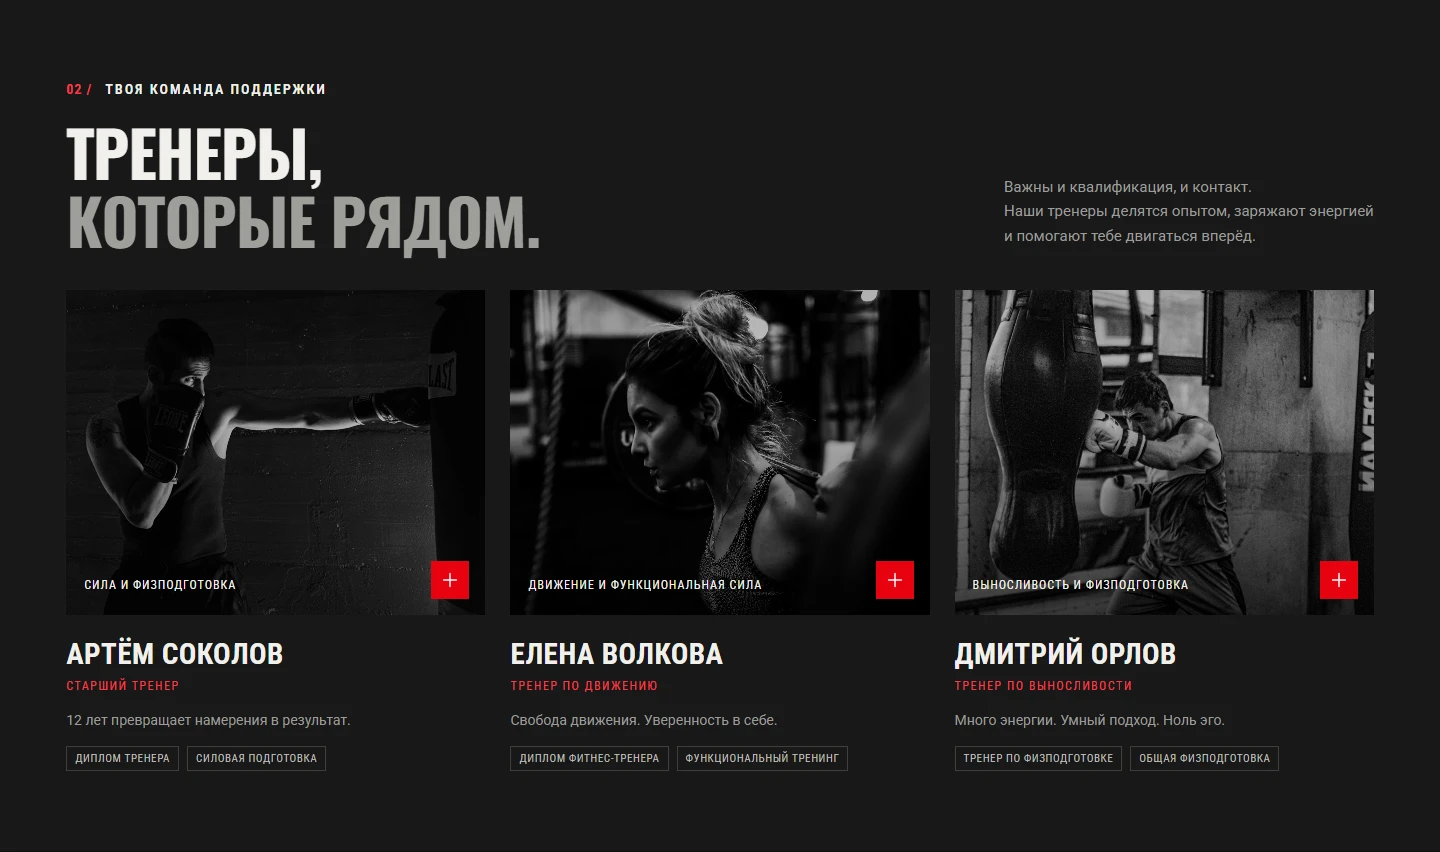 02 / ТВОЯ КОМАНДА ПОДДЕРЖКИ
ТРЕНЕРЫ,
КОТОРЫЕ РЯДОМ.
Важны и квалификация, и контакт.
Наши тренеры делятся опытом, заряжают энергией
и помогают тебе двигаться вперёд.
СИЛА И ФИЗПОДГОТОВКА
АРТЁМ СОКОЛОВ
СТАРШИЙ ТРЕНЕР
12 лет превращает намерения в результат.
ДИПЛОМ ТРЕНЕРА
СИЛОВАЯ ПОДГОТОВКА
ДВИЖЕНИЕ И ФУНКЦИОНАЛЬНАЯ СИЛА
ЕЛЕНА ВОЛКОВА
ТРЕНЕР ПО ДВИЖЕНИЮ
Свобода движения. Уверенность в себе.
ДИПЛОМ ФИТНЕС-ТРЕНЕРА
ФУНКЦИОНАЛЬНЫЙ ТРЕНИНГ
ВЫНОСЛИВОСТЬ И ФИЗПОДГОТОВКА
ДМИТРИЙ ОРЛОВ
ТРЕНЕР ПО ВЫНОСЛИВОСТИ
Много энергии. Умный подход. Ноль эго.
ТРЕНЕР ПО ФИЗПОДГОТОВКЕ
ОБЩАЯ ФИЗПОДГОТОВКА